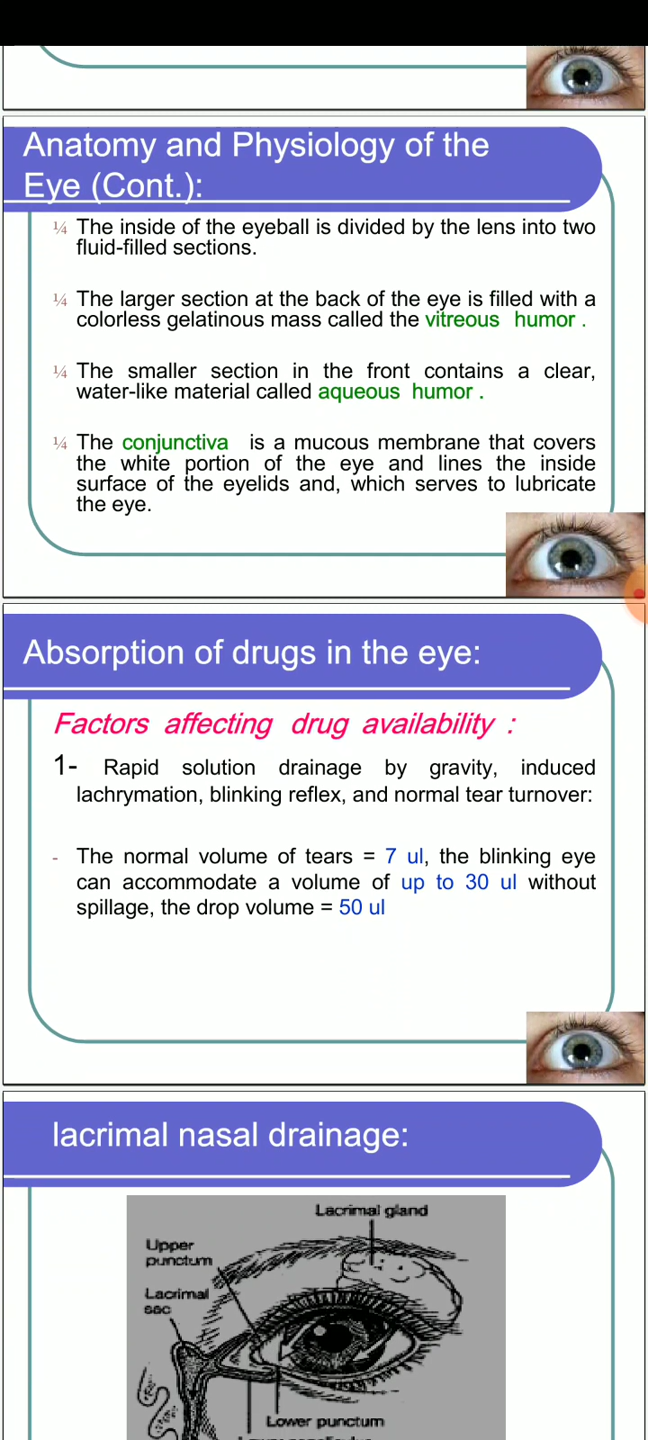 Anatomy and Physiology of the
Eye (Cont.):
¼ The inside of the eyeball is divided by the lens into two
fluid-filled sections.
¼ The larger section at the back of the eye is filled with a
colorless gelatinous mass called the vitreous humor .
¼ The smaller section in the front contains a clear,
water-like material called aqueous humor .
¼ The conjunctiva is a mucous membrane that covers
the white portion of the eye and lines the inside
surface of the eyelids and, which serves to lubricate
the eye.
Absorption of drugs in the eye:
Factors affecting drug availability :
1- Rapid solution drainage by gravity, induced
lachrymation, blinking reflex, and normal tear turnover:
- The normal volume of tears = 7 ul, the blinking eye
can accommodate a volume of up to 30 ul without
spillage, the drop volume = 50 ul
lacrimal nasal drainage:
Lacrimal gland
Upper
punctum
Lacrimal
sac
Lower punctum